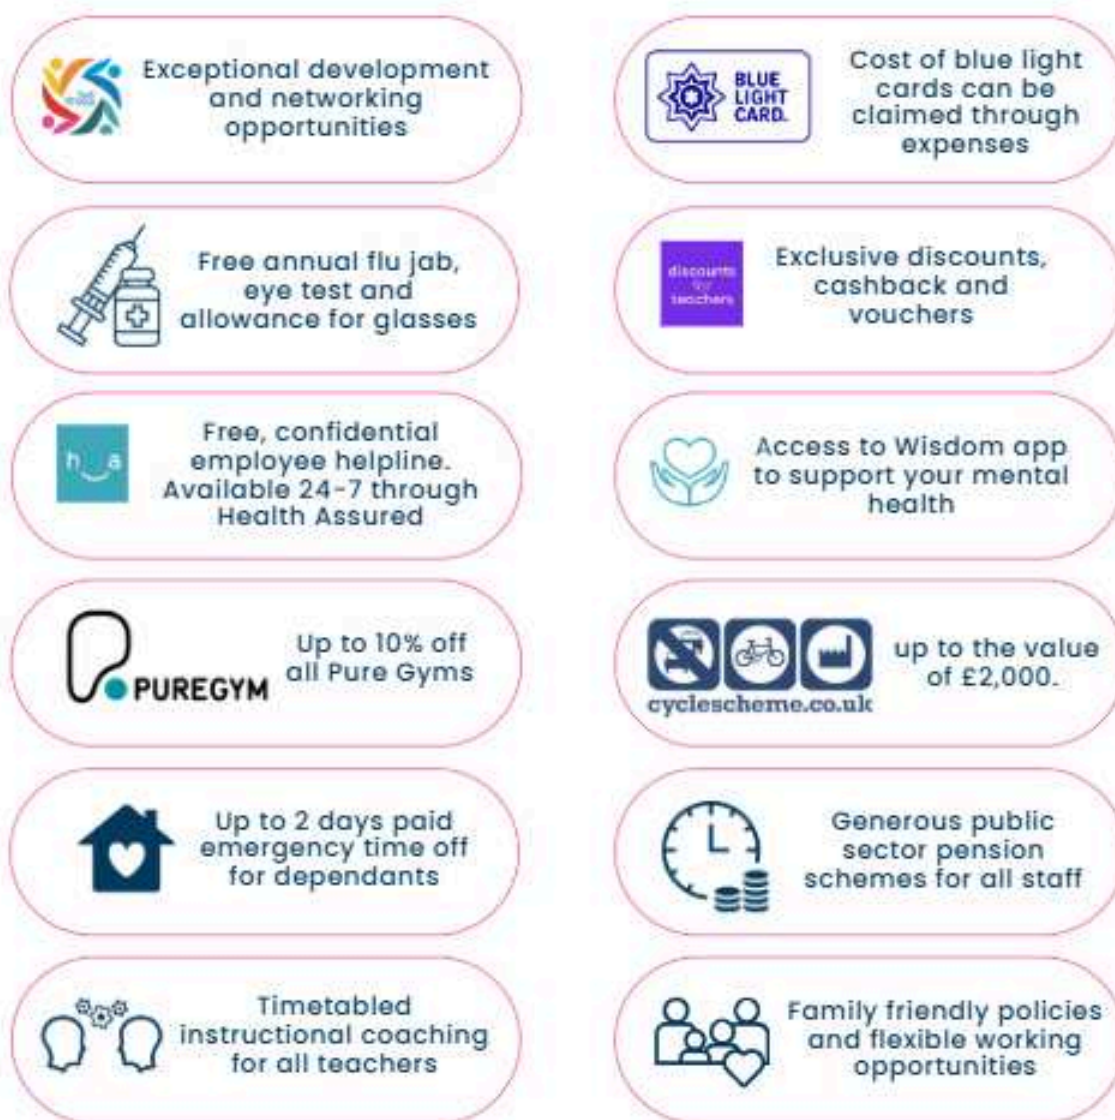 Exceptional development
and networking
opportunities
BLUE
LIGHT
CARD.
Cost of blue light
cards can be
claimed through
expenses
Free annual flu jab,
eye test and
allowance for glasses
discounts
for
teachers
Exclusive discounts,
cashback and
vouchers
h a
Free, confidential
employee helpline.
Available 24-7 through
Health Assured
Access to Wisdom app
to support your mental
health
PUREGYM
Up to 10% off
all Pure Gyms
cyclescheme.co.uk
up to the value
of £2,000.
Up to 2 days paid
emergency time off
for dependants
Generous public
sector pension
schemes for all staff
Timetabled
instructional coaching
for all teachers
Family friendly policies
and flexible working
opportunities